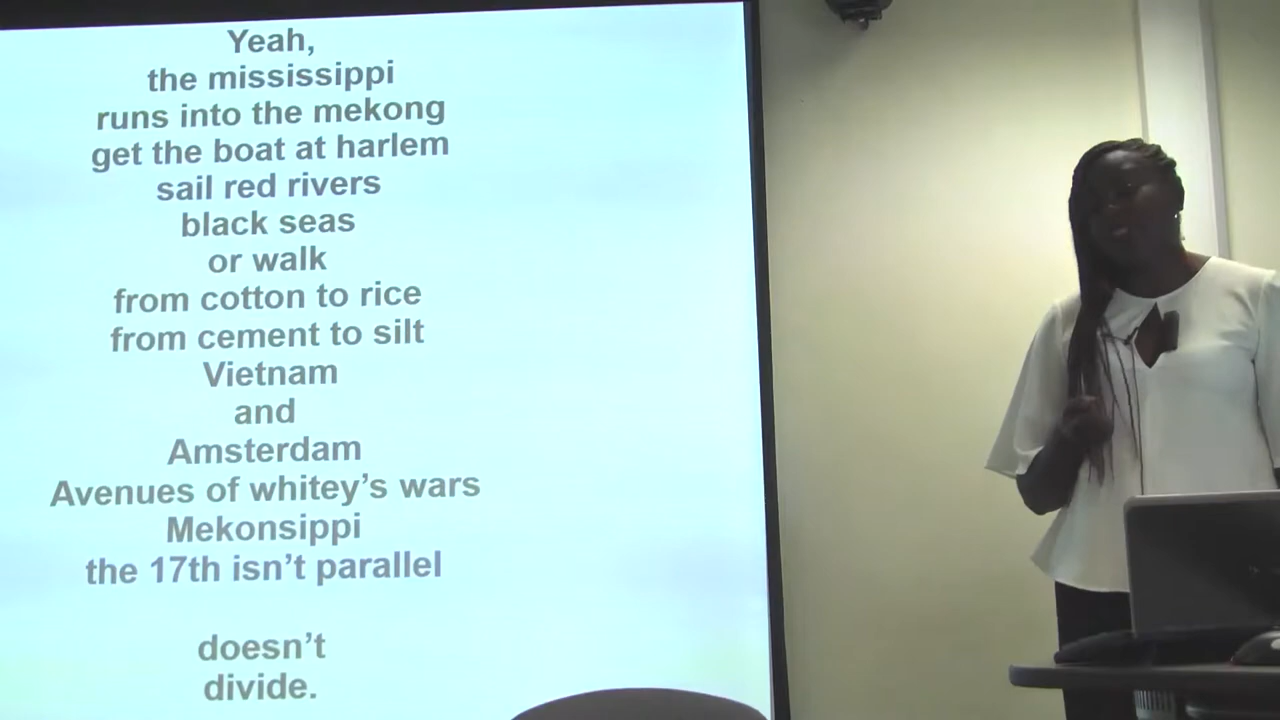 Yeah,
the mississippi
runs into the mekong
get the boat at harlem
sail red rivers
black seas
or walk
from cotton to rice
from cement to silt
Vietnam
and
Amsterdam
Avenues of whitey’s wars
Mekonsippi
the 17th isn’t parallel
doesn’t
divide.